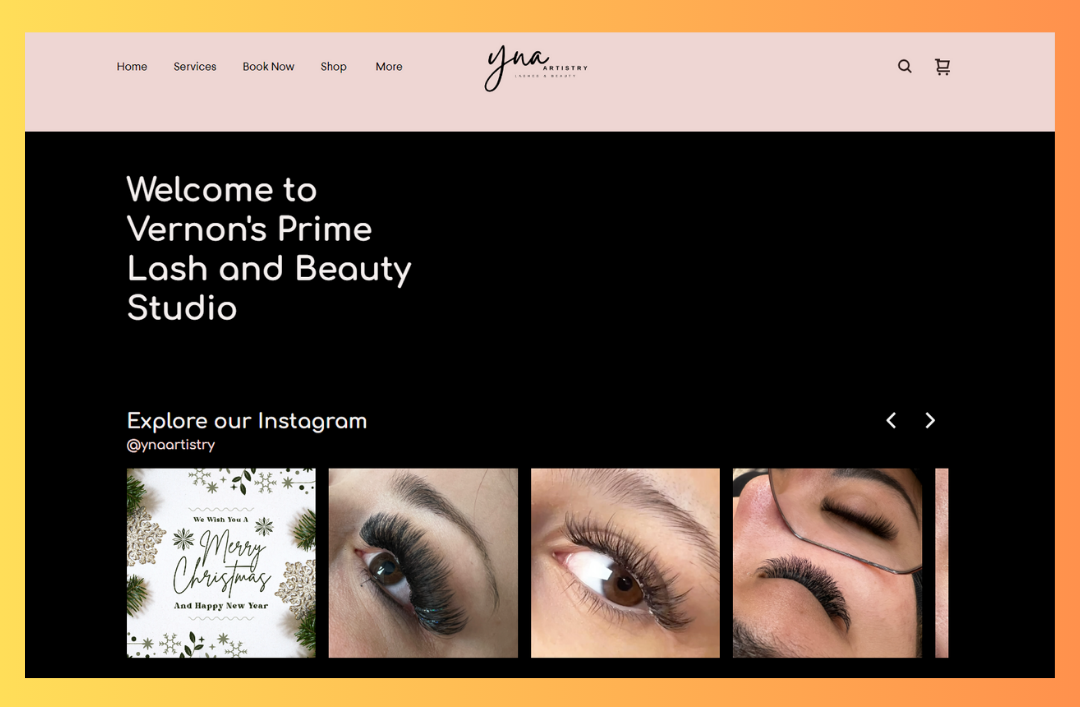 Home Services Book Now Shop More
yna
ARTISTRY
LASHES & BEAUTY
Welcome to
Vernon's Prime
Lash and Beauty
Studio
Explore our Instagram
@ynaartistry
We Wish You A
Merry
Christmas
And Happy New Year